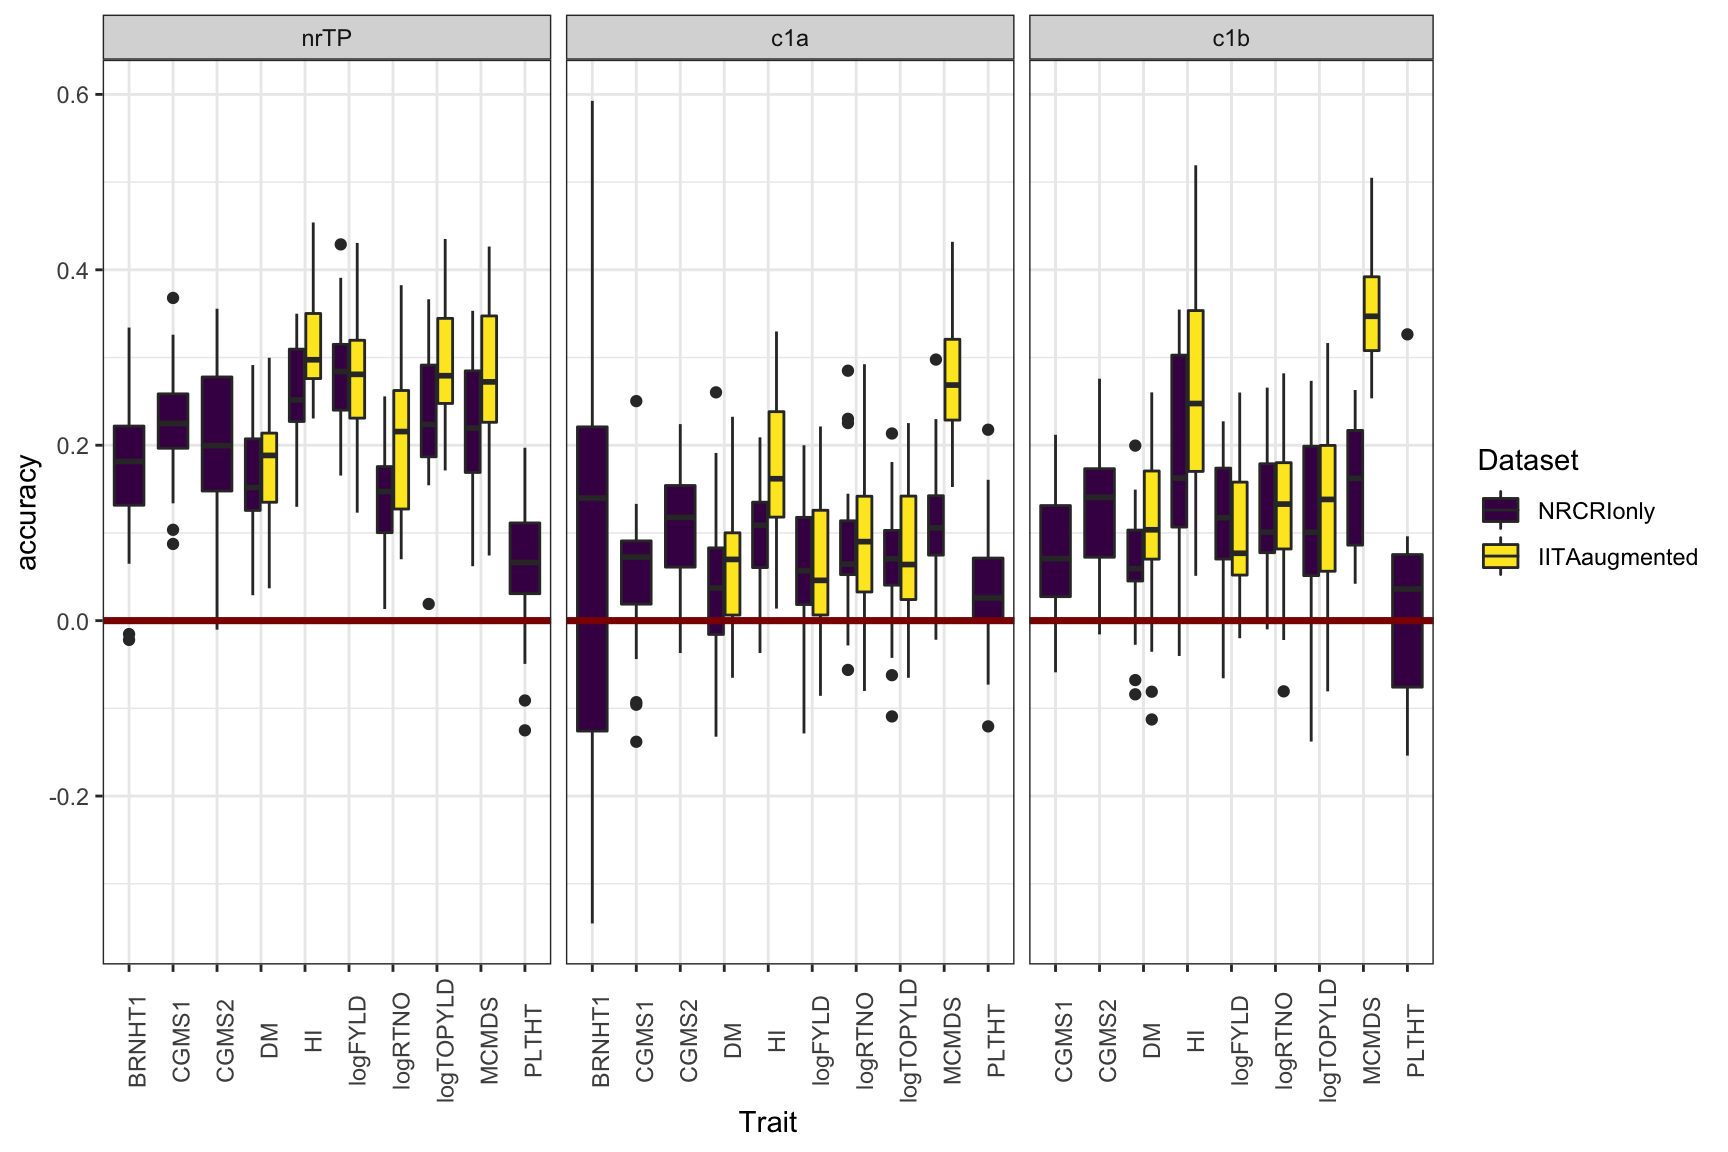 nrTP
c1a
c1b
accuracy
0.6
0.4
0.2
0.0
-0.2
BRNHT1
CGMS1
CGMS2
DM
HI
logFYLD
logRTNO
logTOPYLD
MCMDS
PLTHT
BRNHT1
CGMS1
CGMS2
DM
HI
logFYLD
logRTNO
logTOPYLD
MCMDS
PLTHT
CGMS1
CGMS2
DM
HI
logFYLD
logRTNO
logTOPYLD
MCMDS
PLTHT
Trait
Dataset
NRCRIonly
IITAaugmented